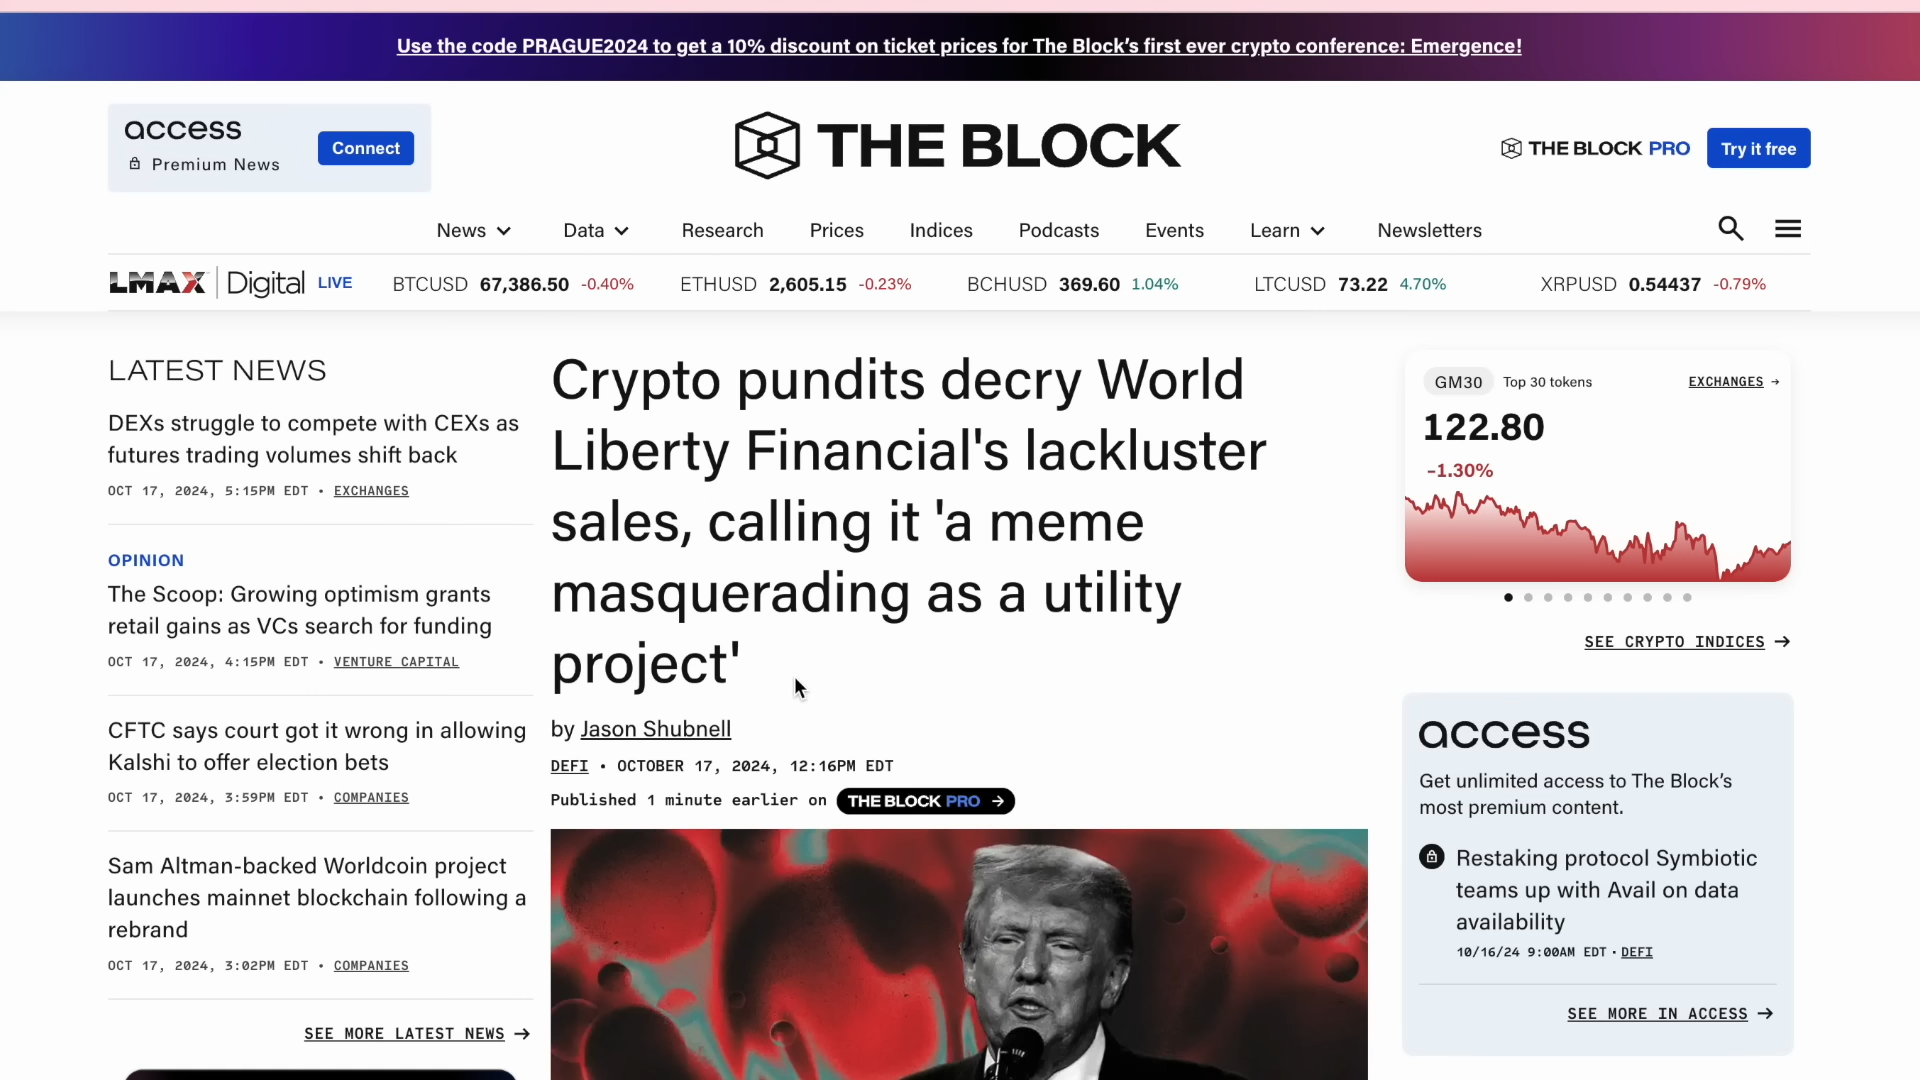 Use the code PRAGUE2024 to get a 10% discount on ticket prices for The Block’s first ever crypto conference: Emergence!
access
Premium News
Connect
THE BLOCK
THE BLOCK PRO
Try it free
News
Data
Research
Prices
Indices
Podcasts
Events
Learn
Newsletters
LMAX Digital LIVE
BTCUSD 67,386.50 -0.40%
ETHUSD 2,605.15 -0.23%
BCHUSD 369.60 1.04%
LTCUSD 73.22 4.70%
XRPUSD 0.54437 -0.79%
LATEST NEWS
DEXs struggle to compete with CEXs as
futures trading volumes shift back
OCT 17, 2024, 5:15PM EDT • EXCHANGES
OPINION
The Scoop: Growing optimism grants
retail gains as VCs search for funding
OCT 17, 2024, 4:15PM EDT • VENTURE CAPITAL
CFTC says court got it wrong in allowing
Kalshi to offer election bets
OCT 17, 2024, 3:59PM EDT • COMPANIES
Sam Altman-backed Worldcoin project
launches mainnet blockchain following a
rebrand
OCT 17, 2024, 3:02PM EDT • COMPANIES
SEE MORE LATEST NEWS →
Crypto pundits decry World
Liberty Financial's lackluster
sales, calling it 'a meme
masquerading as a utility
project'
by Jason Shubnell
DEFI • OCTOBER 17, 2024, 12:16PM EDT
Published 1 minute earlier on THE BLOCK PRO →
GM30 Top 30 tokens
EXCHANGES →
122.80
-1.30%
SEE CRYPTO INDICES →
access
Get unlimited access to The Block’s
most premium content.
Restaking protocol Symbiotic
teams up with Avail on data
availability
10/16/24 9:00AM EDT • DEFI
SEE MORE IN ACCESS →